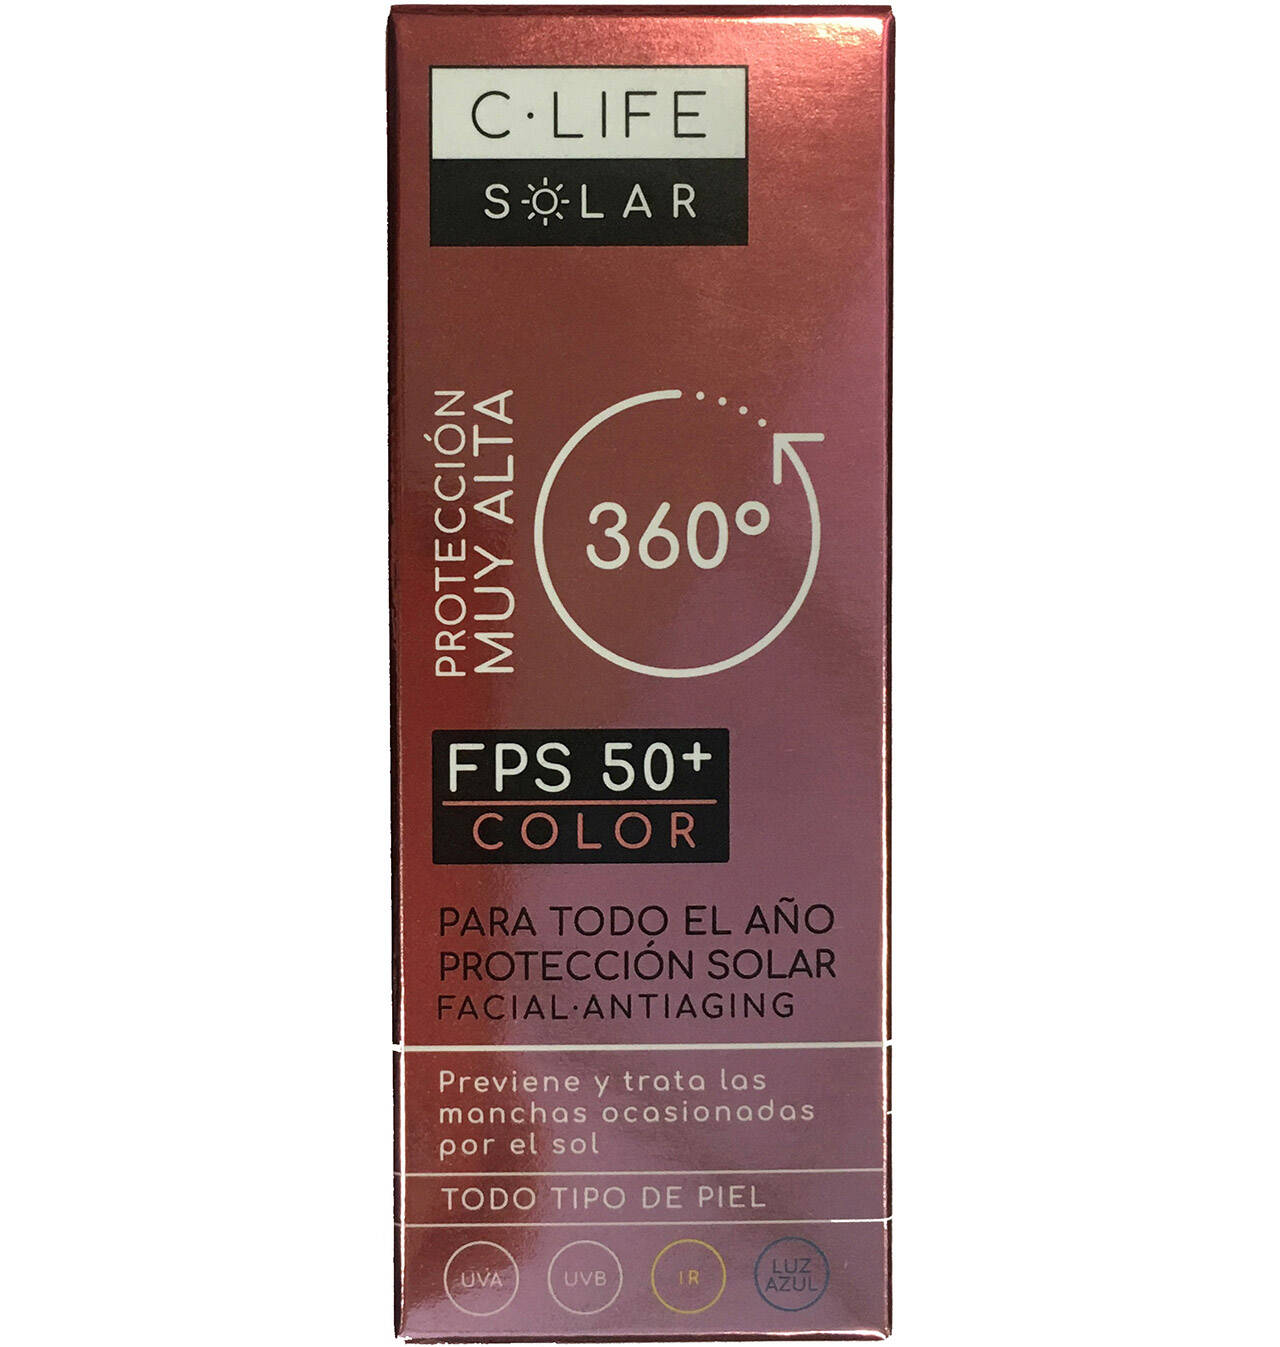 C·LIFE
SOLAR
PROTECCIÓN
MUY ALTA
360º
FPS 50+
COLOR
PARA TODO EL AÑO
PROTECCIÓN SOLAR
FACIAL·ANTIAGING
Previene y trata las
manchas ocasionadas
por el sol
TODO TIPO DE PIEL
UVA
UVB
IR
LUZ
AZUL